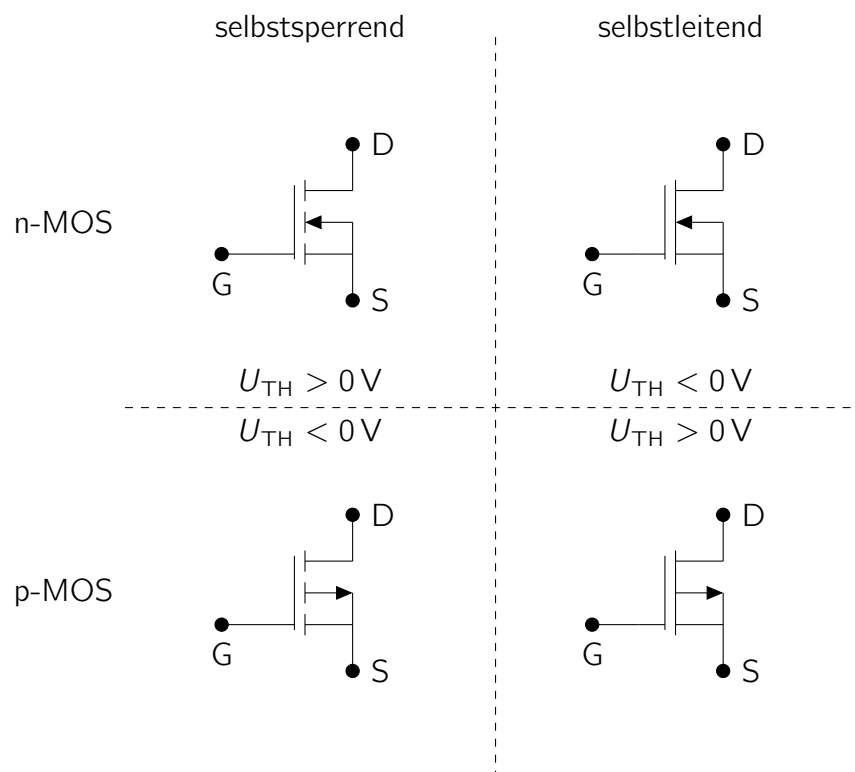 selbstsperrend selbstleitend
D D
n-MOS
G G
S S
U_TH > 0 V U_TH < 0 V
U_TH < 0 V U_TH > 0 V
D D
p-MOS
G G
S S